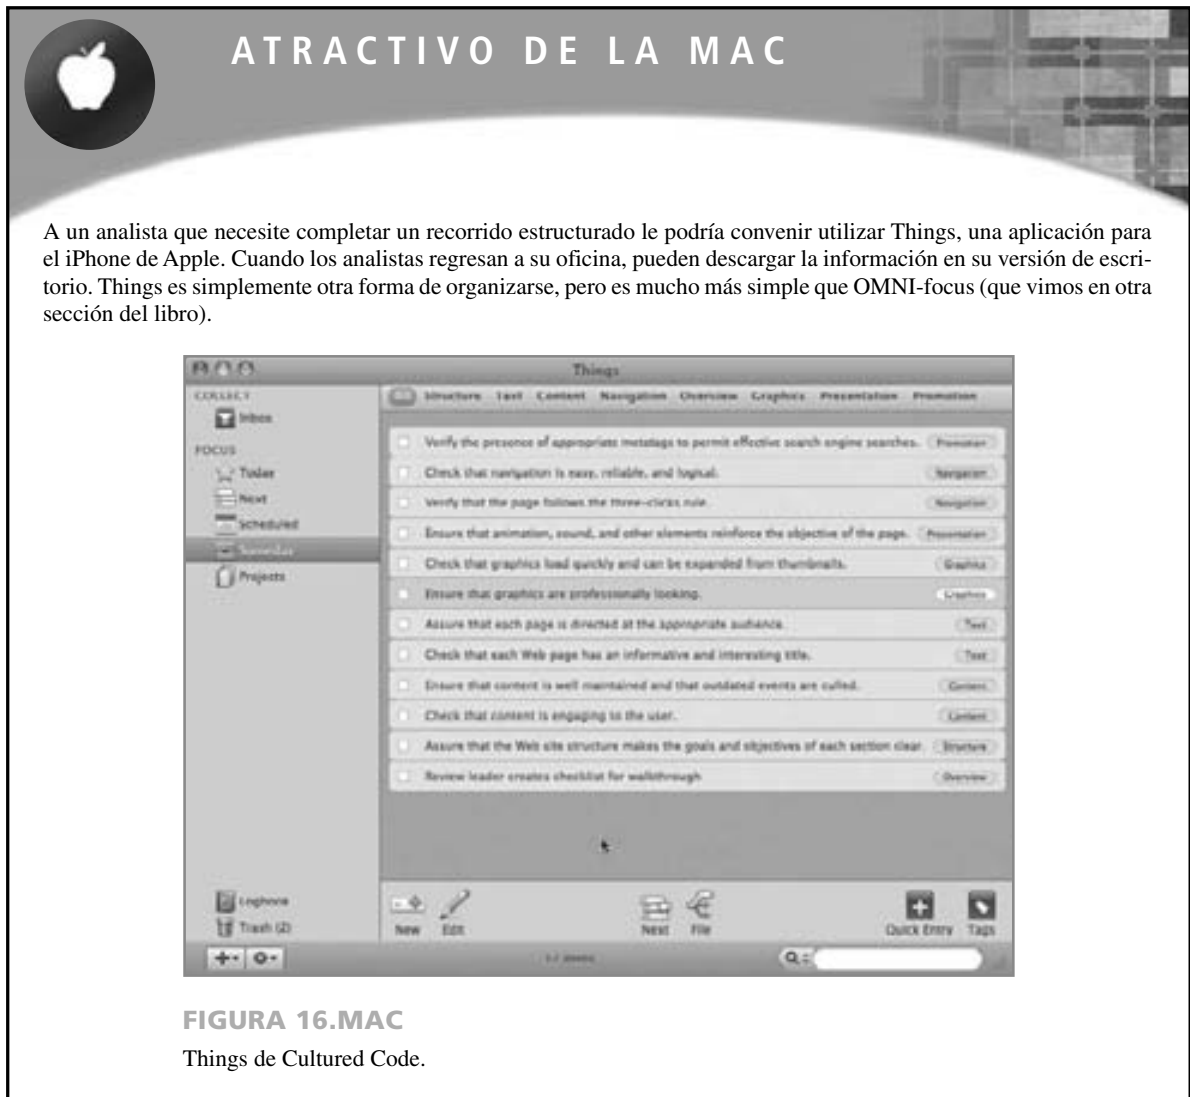 ATRACTIVO DE LA MAC
A un analista que necesite completar un recorrido estructurado le podría convenir utilizar Things, una aplicación para
el iPhone de Apple. Cuando los analistas regresan a su oficina, pueden descargar la información en su versión de escri-
torio. Things es simplemente otra forma de organizarse, pero es mucho más simple que OMNI-focus (que vimos en otra
sección del libro).
Things
COLLECT
Inbox
FOCUS
Today
Next
Scheduled
Someday
Projects
Logbook
Trash (2)
Structure Text Content Navigation Overview Graphics Presentation Promotion
Verify the presence of appropriate metatags to permit effective search engine searches. Promotion
Check that navigation is easy, reliable, and logical. Navigation
Verify that the page follows the three-clicks rule. Navigation
Ensure that animation, sound, and other elements reinforce the objective of the page. Presentation
Check that graphics load quickly and can be expanded from thumbnails. Graphics
Ensure that graphics are professionally looking. Graphics
Assure that each page is directed at the appropriate audience. Text
Check that each Web page has an informative and interesting title. Text
Ensure that content is well maintained and that outdated events are culled. Content
Check that content is engaging to the user. Content
Assure that the Web site structure makes the goals and objectives of each section clear. Structure
Review leader creates checklist for walkthrough Overview
New Edit Next File Quick Entry Tags
FIGURA 16.MAC
Things de Cultured Code.